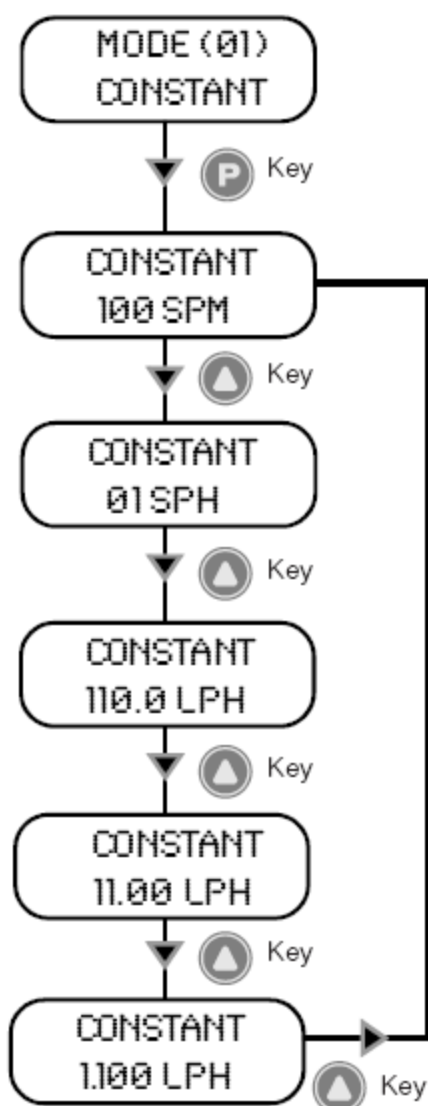 MODE (01)
CONSTANT
P Key
CONSTANT
100 SPM
Key
CONSTANT
01 SPH
Key
CONSTANT
110.0 LPH
Key
CONSTANT
11.00 LPH
Key
CONSTANT
1.100 LPH
Key